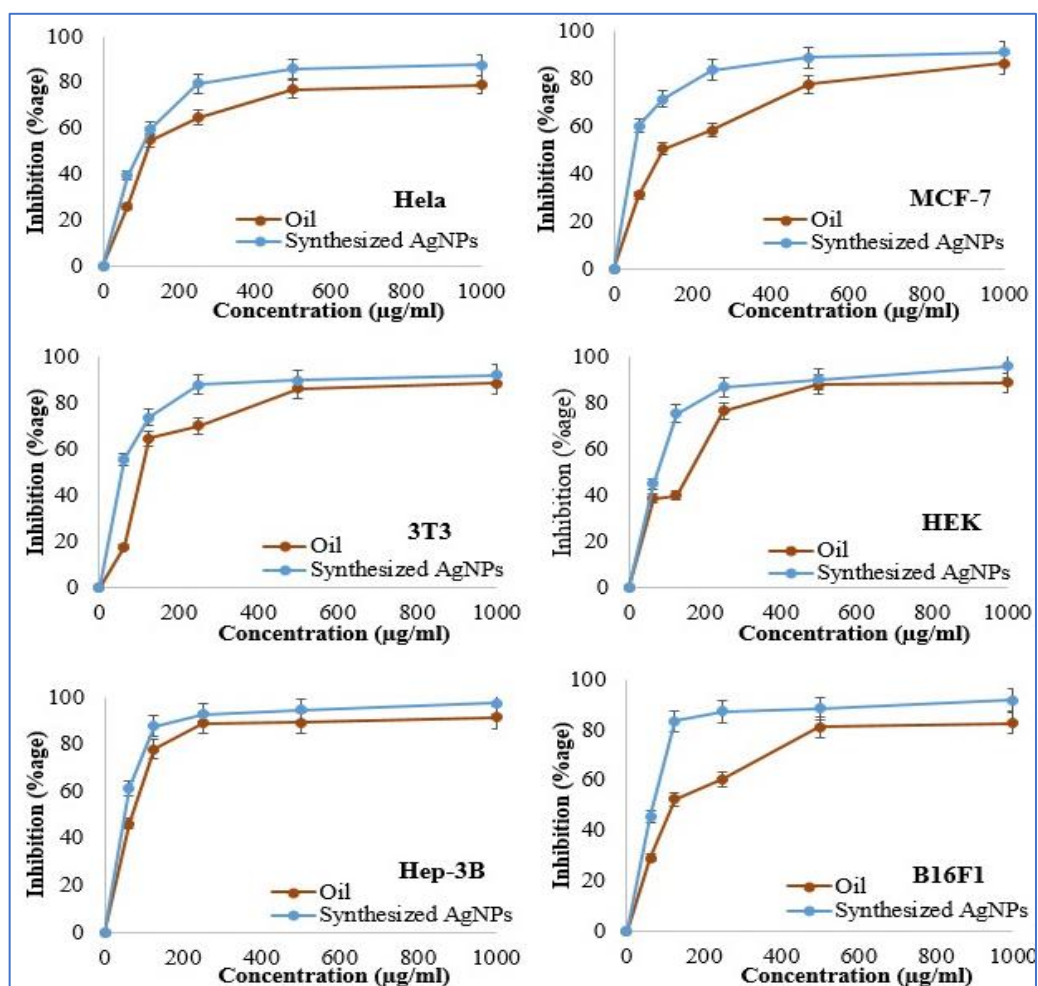 100
80
60
40
20
0
Inhibition (%age)
Hela
Oil
Synthesized AgNPs
0 200 400 600 800 1000
Concentration (µg/ml)
100
80
60
40
20
0
Inhibition (%age)
MCF-7
Oil
Synthesized AgNPs
0 200 400 600 800 1000
Concentration (µg/ml)
100
80
60
40
20
0
Inhibition (%age)
3T3
Oil
Synthesized AgNPs
0 200 400 600 800 1000
Concentration (µg/ml)
100
80
60
40
20
0
Inhibition (%age)
HEK
Oil
Synthesized AgNPs
0 200 400 600 800 1000
Concentration (µg/ml)
100
80
60
40
20
0
Inhibition (%age)
Hep-3B
Oil
Synthesized AgNPs
0 200 400 600 800 1000
Concentration (µg/ml)
100
80
60
40
20
0
Inhibition (%age)
B16F1
Oil
Synthesized AgNPs
0 200 400 600 800 1000
Concentration (µg/ml)